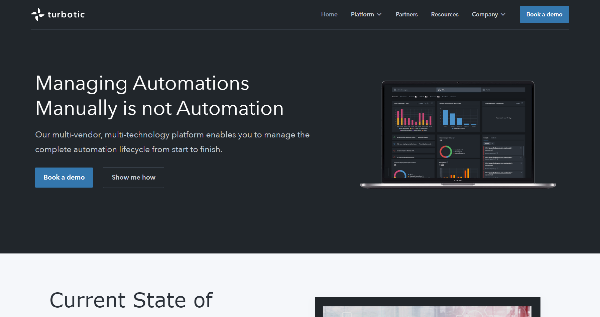 turbotic
Home Platform Partners Resources Company Book a demo
Managing Automations
Manually is not Automation
Our multi-vendor, multi-technology platform enables you to manage the
complete automation lifecycle from start to finish.
Book a demo Show me how
Current State of